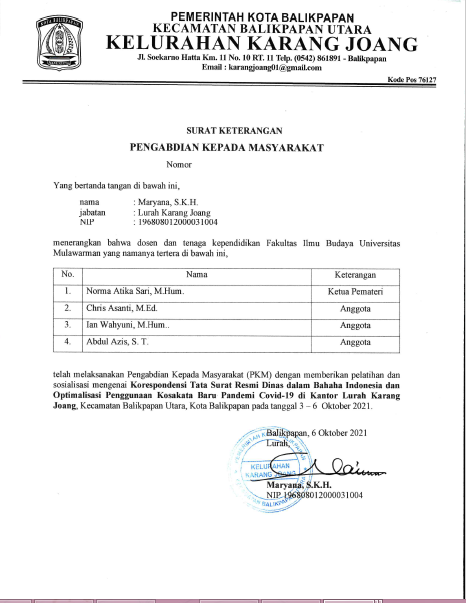 PEMERINTAH KOTA BALIKPAPAN
KECAMATAN BALIKPAPAN UTARA
KELURAHAN KARANG JOANG
Jl. Soekarno Hatta Km. 11 No. 10 RT. 11 Telp. (0542) 861891 - Balikpapan
Email : karangjoang01@gmail.com
Kode Pos 76127
SURAT KETERANGAN
PENGABDIAN KEPADA MASYARAKAT
Nomor
Yang bertanda tangan di bawah ini,
nama : Maryana, S.K.H.
jabatan : Lurah Karang Joang
NIP : 196808012000031004
menerangkan bahwa dosen dan tenaga kependidikan Fakultas Ilmu Budaya Universitas
Mulawarman yang namanya tertera di bawah ini,
No. Nama Keterangan
1. Norma Atika Sari, M.Hum. Ketua Pemateri
2. Chris Asanti, M.Ed. Anggota
3. Ian Wahyuni, M.Hum.. Anggota
4. Abdul Azis, S. T. Anggota
telah melaksanakan Pengabdian Kepada Masyarakat (PKM) dengan memberikan pelatihan dan
sosialisasi mengenai Korespondensi Tata Surat Resmi Dinas dalam Bahaha Indonesia dan
Optimalisasi Penggunaan Kosakata Baru Pandemi Covid-19 di Kantor Lurah Karang
Joang, Kecamatan Balikpapan Utara, Kota Balikpapan pada tanggal 3 – 6 Oktober 2021.
Balikpapan, 6 Oktober 2021
Lurah
KELURAHAN
KARANG JOANG
Maryana, S.K.H.
NIP 196808012000031004